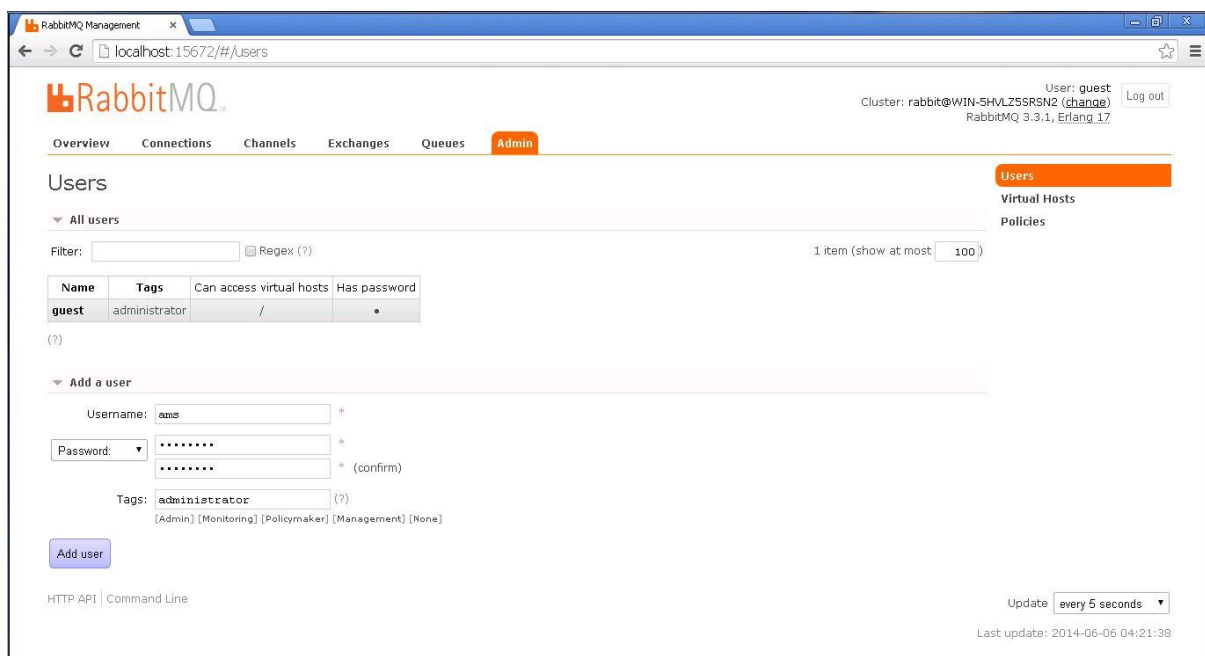 RabbitMQ Management
localhost:15672/#/users
RabbitMQ
User: guest
Cluster: rabbit@WIN-5HVLZ5SRSN2 (change)
RabbitMQ 3.3.1, Erlang 17
Log out
Overview Connections Channels Exchanges Queues Admin
Users
Users
Virtual Hosts
Policies
All users
Filter: Regex (?) 1 item (show at most 100 )
Name Tags Can access virtual hosts Has password
guest administrator / •
(?)
Add a user
Username: ams *
Password: •••••••• *
•••••••• * (confirm)
Tags: administrator (?)
[Admin] [Monitoring] [Policymaker] [Management] [None]
Add user
HTTP API | Command Line
Update every 5 seconds
Last update: 2014-06-06 04:21:38